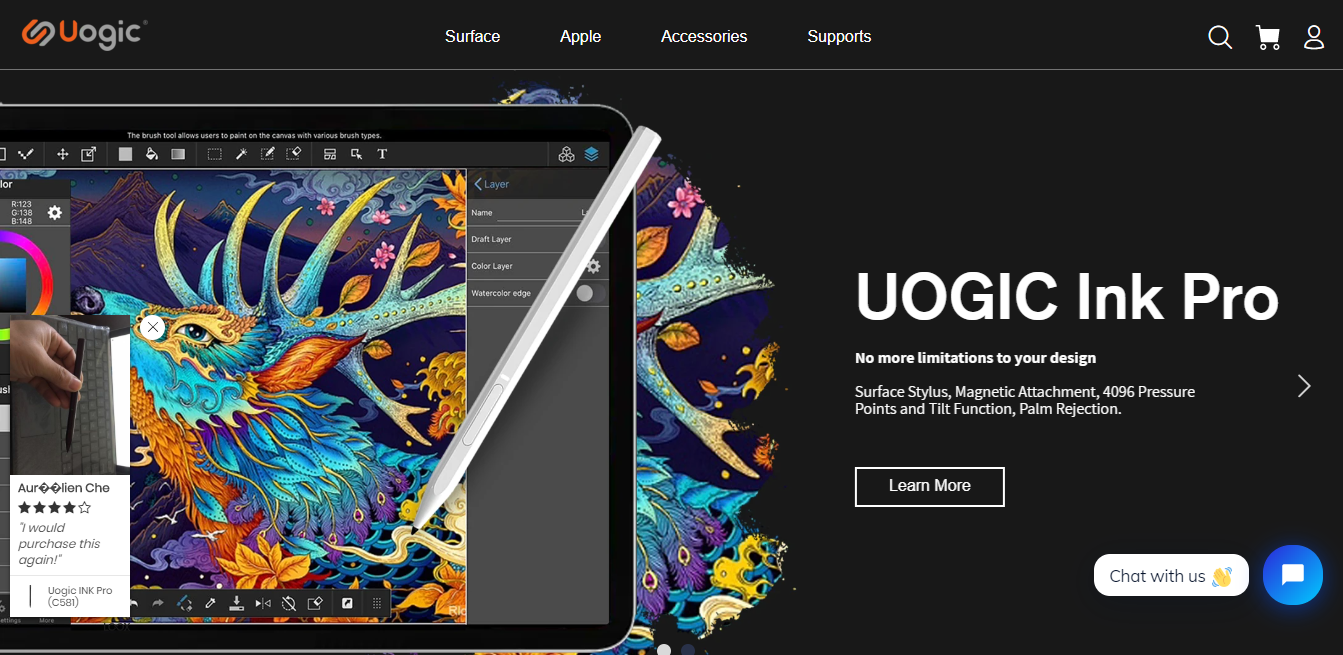 Uogic®
Surface
Apple
Accessories
Supports
The brush tool allows users to paint on the canvas with various brush types.
T
lor
R:123
G:138
B:148
Layer
Name
Draft Layer
Color Layer
Watercolor edge
UOGIC Ink Pro
No more limitations to your design
Surface Stylus, Magnetic Attachment, 4096 Pressure
Points and Tilt Function, Palm Rejection.
Learn More
Aur��lien Che
★★★★☆
"I would
purchase this
again!"
Uogic INK Pro
(C581)
More
Chat with us 👋